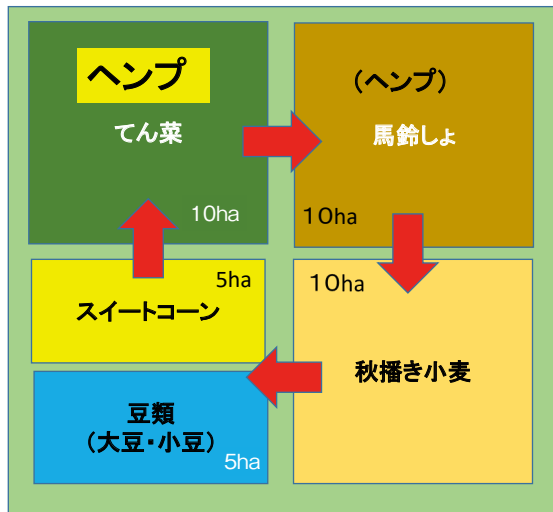 ヘンプ
てん菜
10ha
(ヘンプ)
馬鈴しょ
10ha
5ha
スイートコーン
10ha
秋播き小麦
豆類
(大豆・小豆)
5ha